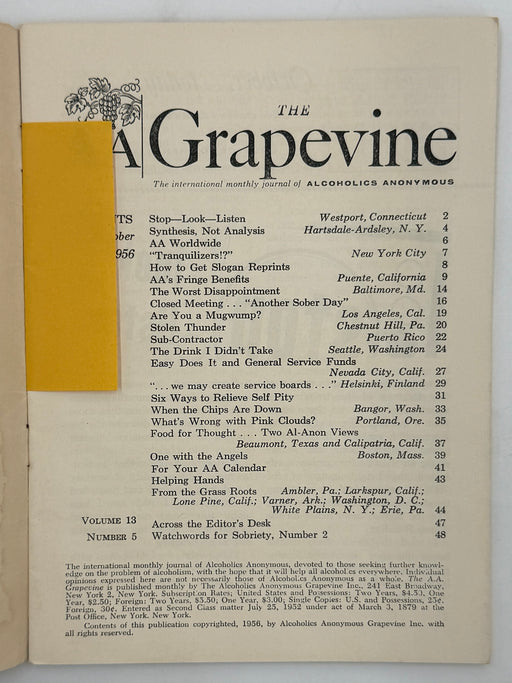 THE
A Grapevine
The international monthly journal of ALCOHOLICS ANONYMOUS
Stop—Look—Listen Westport, Connecticut 2
Synthesis, Not Analysis Hartsdale-Ardsley, N. Y. 4
AA Worldwide 6
1956 "Tranquilizers!?" New York City 7
How to Get Slogan Reprints 8
AA's Fringe Benefits Puente, California 9
The Worst Disappointment Baltimore, Md. 14
Closed Meeting . . . "Another Sober Day" 16
Are You a Mugwump? Los Angeles, Cal. 19
Stolen Thunder Chestnut Hill, Pa. 20
Sub-Contractor Puerto Rico 22
The Drink I Didn't Take Seattle, Washington 24
Easy Does It and General Service Funds
Nevada City, Calif. 27
". . . we may create service boards . . ." Helsinki, Finland 29
Six Ways to Relieve Self Pity 31
When the Chips Are Down Bangor, Wash. 33
What's Wrong with Pink Clouds? Portland, Ore. 35
Food for Thought . . . Two Al-Anon Views
Beaumont, Texas and Calipatria, Calif. 37
One with the Angels Boston, Mass. 39
For Your AA Calendar 41
Helping Hands 43
From the Grass Roots Ambler, Pa.; Larkspur, Calif.;
Lone Pine, Calif.; Varner, Ark.; Washington, D. C.;
White Plains, N. Y.; Erie, Pa. 44
VOLUME 13 Across the Editor's Desk 47
NUMBER 5 Watchwords for Sobriety, Number 2 48
The international monthly journal of Alcoholics Anonymous, devoted to those seeking further knowl-
edge on the problem of alcoholism, with the hope that it will help all alcoholics everywhere. Individual
opinions expressed here are not necessarily those of Alcoholics Anonymous as a whole. The A.A.
Grapevine is published monthly by The Alcoholics Anonymous Grapevine Inc., 241 East Broadway,
New York 2, New York. Subscription Rates; United States and Possessions: Two Years, $4.50, One
Year, $2.50; Foreign: Two Years, $5.50; One Year, $3.00; Single Copies: U.S. and Possessions, 25¢.
Foreign, 30¢. Entered as Second Class matter July 25, 1952 under act of March 3, 1879 at the
Post Office, New York. New York.
Contents of this publication copyrighted, 1956, by Alcoholics Anonymous Grapevine Inc. with
all rights reserved.